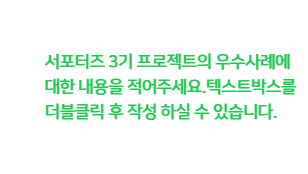 서포터즈 3기 프로젝트의 우수사례에
대한 내용을 적어주세요.텍스트박스를
더블클릭 후 작성 하실 수 있습니다.